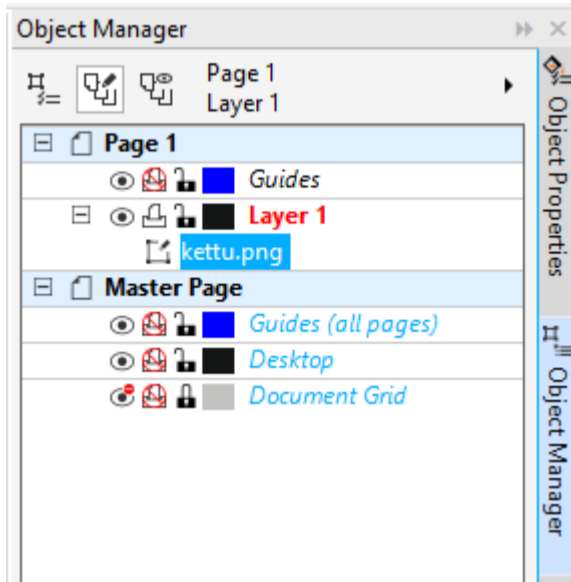 Object Manager
Page 1
Layer 1
Page 1
Guides
Layer 1
kettu.png
Master Page
Guides (all pages)
Desktop
Document Grid
Object Properties
Object Manager